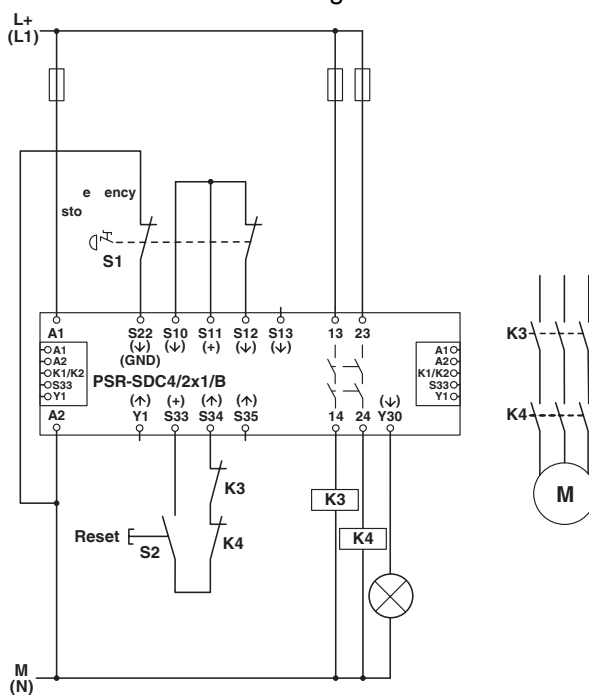 L+
(L1)
e ency
sto
S1
A1 S22 S10 S11 S12 S13 13 23
(↓) (↓) (+) (↓) (↓)
(GND)
A1
A2
K1/K2
S33
Y1
PSR-SDC4/2x1/B
A1
A2
K1/K2
S33
Y1
(↑) (+) (↑) (↑) (↓)
A2 Y1 S33 S34 S35 14 24 Y30
K3
K4
Reset
S2
K3
K4
K3
K4
M
M
(N)